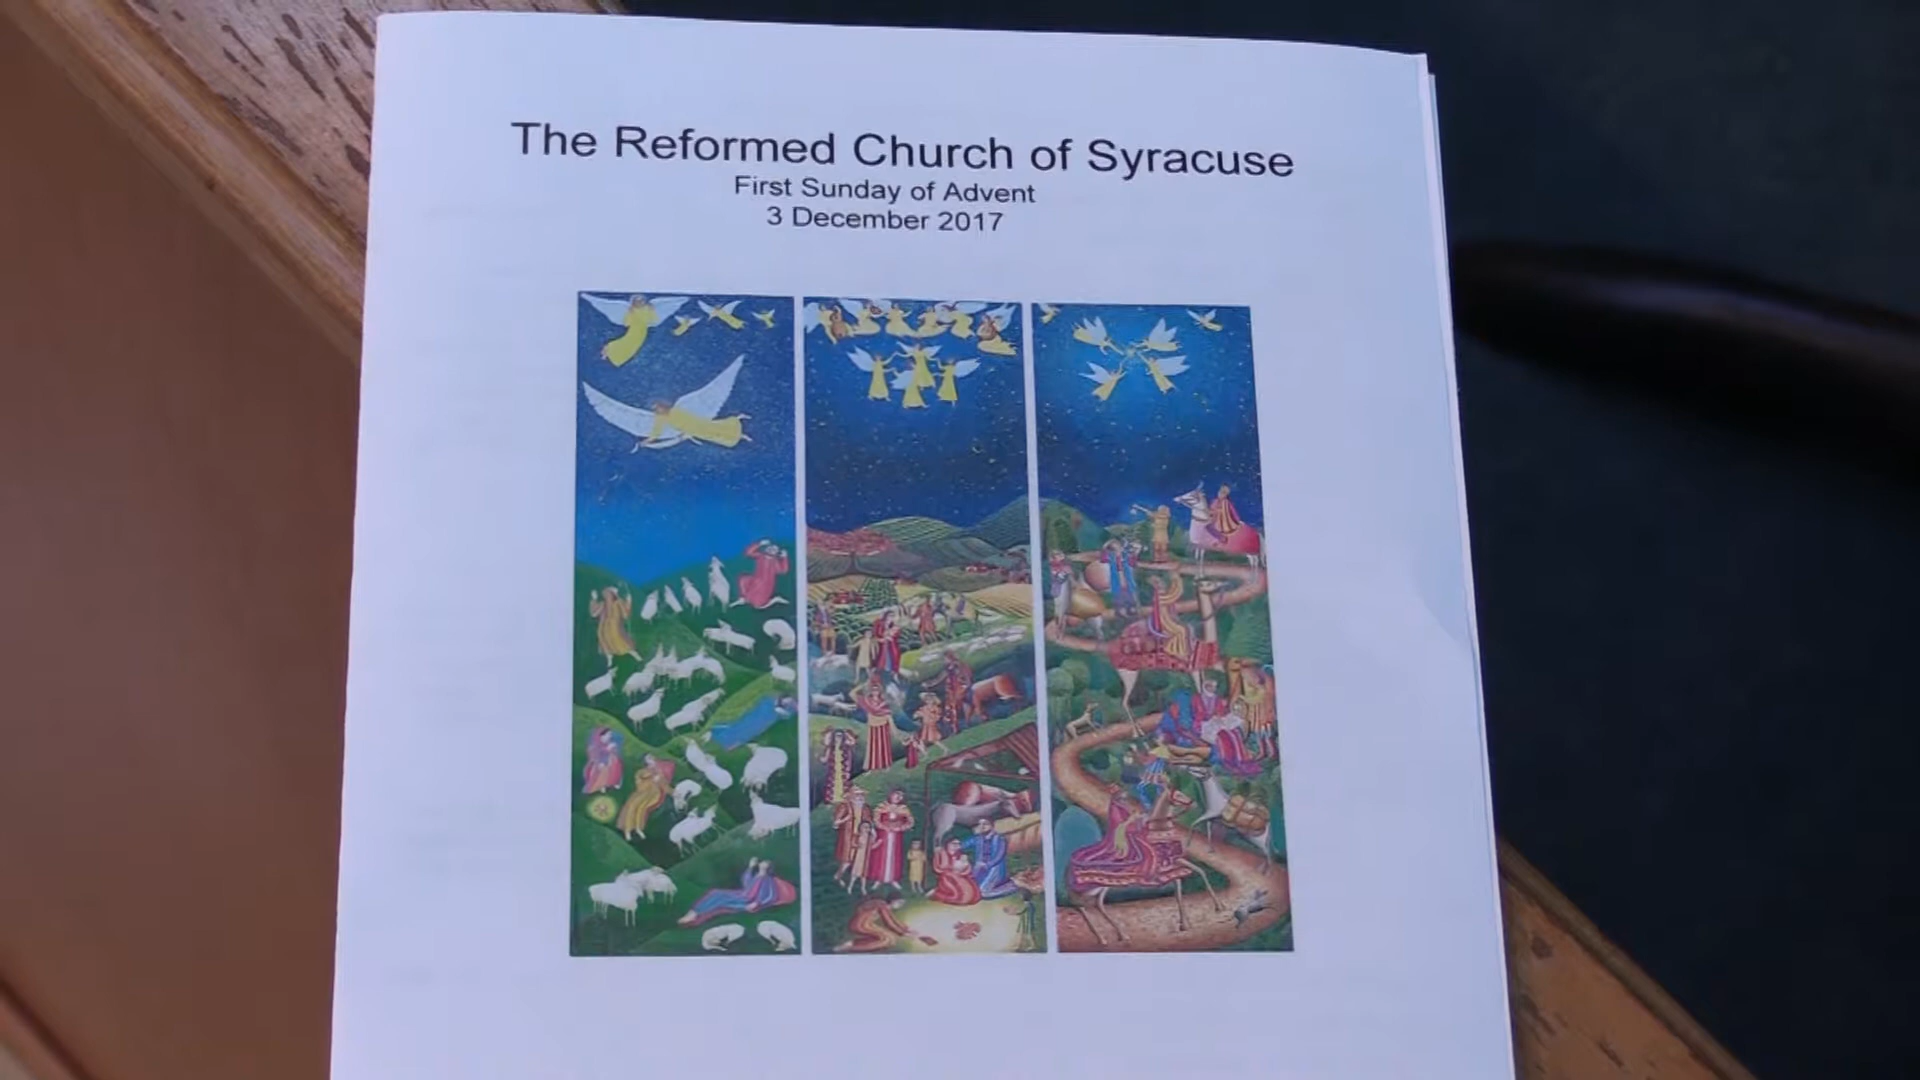 The Reformed Church of Syracuse
First Sunday of Advent
3 December 2017